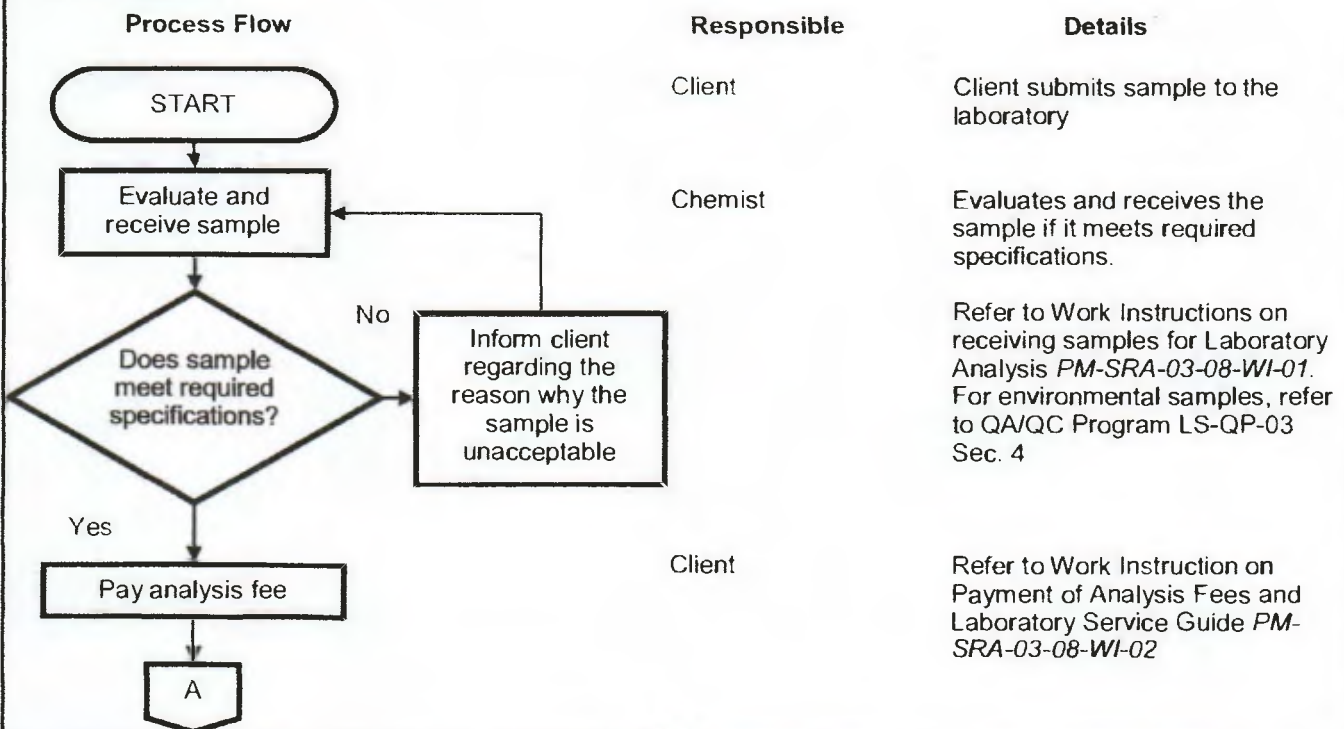 Process Flow
Responsible
Details
START
Client
Client submits sample to the
laboratory
Evaluate and
receive sample
Chemist
Evaluates and receives the
sample if it meets required
specifications.
Does sample
meet required
specifications?
No
Inform client
regarding the
reason why the
sample is
unacceptable
Refer to Work Instructions on
receiving samples for Laboratory
Analysis PM-SRA-03-08-WI-01.
For environmental samples, refer
to QA/QC Program LS-QP-03
Sec. 4
Yes
Pay analysis fee
Client
Refer to Work Instruction on
Payment of Analysis Fees and
Laboratory Service Guide PM-
SRA-03-08-WI-02
A